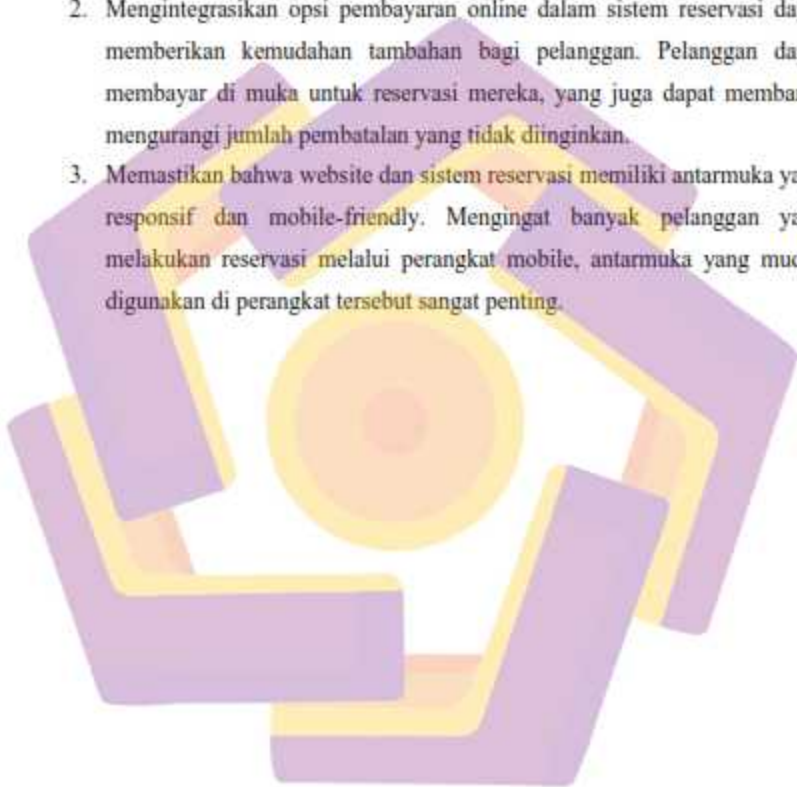 2. Mengintegrasikan opsi pembayaran online dalam sistem reservasi da
memberikan kemudahan tambahan bagi pelanggan. Pelanggan da
membayar di muka untuk reservasi mereka, yang juga dapat memba
mengurangi jumlah pembatalan yang tidak diinginkan.
3. Memastikan bahwa website dan sistem reservasi memiliki antarmuka ya
responsif dan mobile-friendly. Mengingat banyak pelanggan ya
melakukan reservasi melalui perangkat mobile, antarmuka yang mud
digunakan di perangkat tersebut sangat penting.